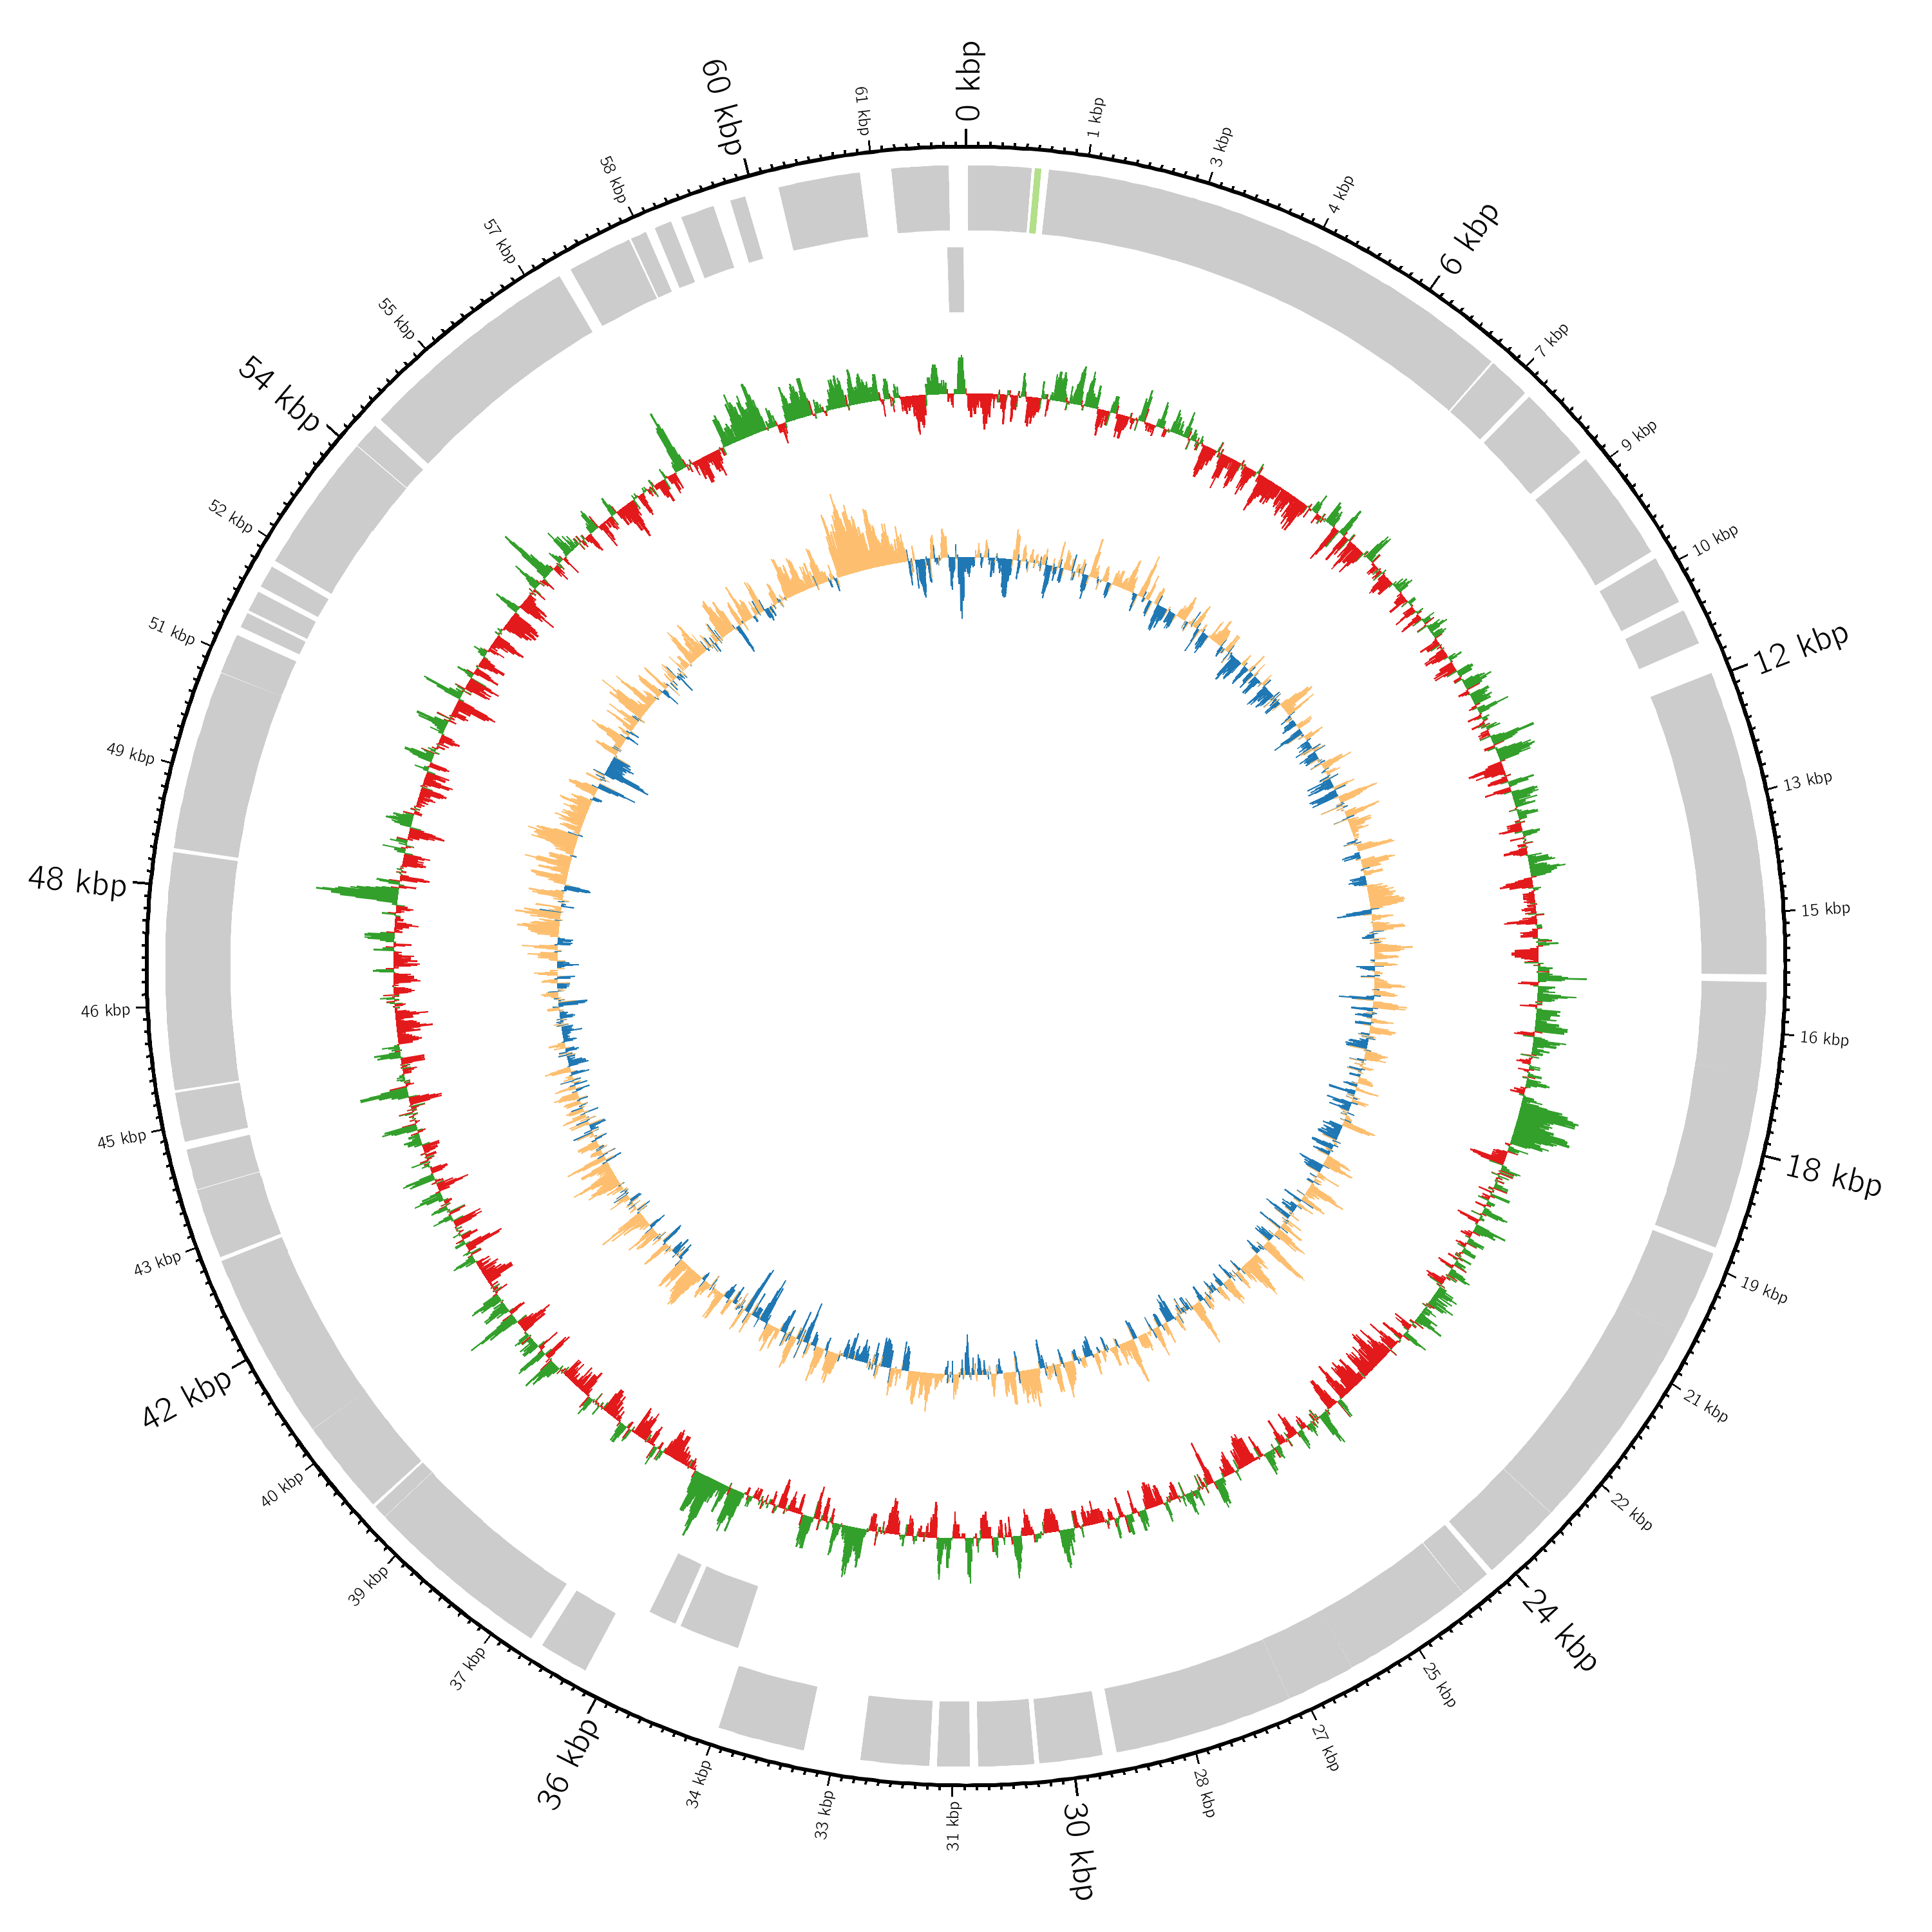 0 kbp
1 kbp
3 kbp
4 kbp
6 kbp
7 kbp
9 kbp
10 kbp
12 kbp
13 kbp
15 kbp
16 kbp
18 kbp
19 kbp
21 kbp
22 kbp
24 kbp
25 kbp
27 kbp
28 kbp
30 kbp
31 kbp
33 kbp
34 kbp
36 kbp
37 kbp
39 kbp
40 kbp
42 kbp
43 kbp
45 kbp
46 kbp
48 kbp
49 kbp
51 kbp
52 kbp
54 kbp
55 kbp
57 kbp
58 kbp
60 kbp
61 kbp